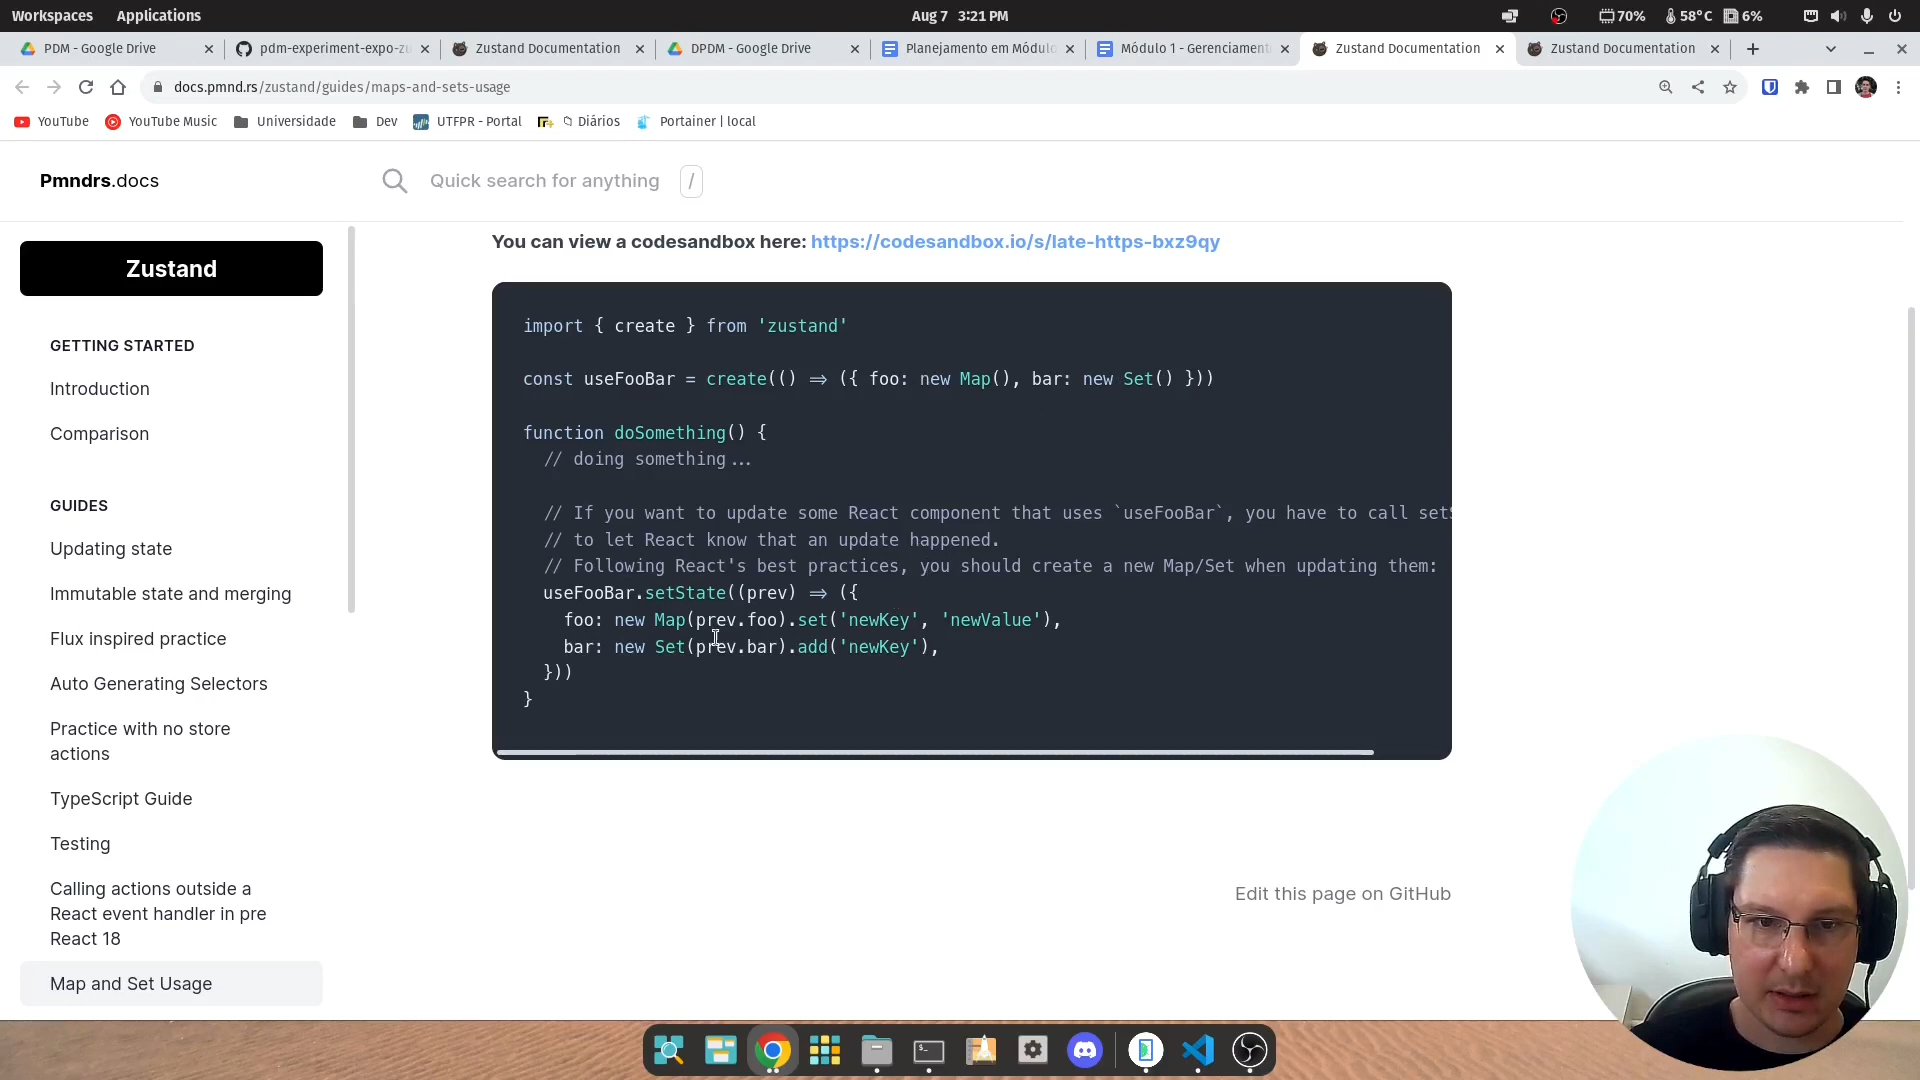 Workspaces Applications Aug 7 3:21 PM 70% 58°C 6%
PDM - Google Drive pdm-experiment-expo-zu Zustand Documentation DPDM - Google Drive Planejamento em Módulo Módulo 1 - Gerenciament Zustand Documentation Zustand Documentation
docs.pmnd.rs/zustand/guides/maps-and-sets-usage
YouTube YouTube Music Universidade Dev UTFPR - Portal Diários Portainer | local
Pmndrs.docs Quick search for anything /
Zustand
GETTING STARTED
Introduction
Comparison
GUIDES
Updating state
Immutable state and merging
Flux inspired practice
Auto Generating Selectors
Practice with no store
actions
TypeScript Guide
Testing
Calling actions outside a
React event handler in pre
React 18
Map and Set Usage
You can view a codesandbox here: https://codesandbox.io/s/late-https-bxz9qy
import { create } from 'zustand'
const useFooBar = create(() => ({ foo: new Map(), bar: new Set() }))
function doSomething() {
// doing something...
// If you want to update some React component that uses `useFooBar`, you have to call setS
// to let React know that an update happened.
// Following React's best practices, you should create a new Map/Set when updating them:
useFooBar.setState((prev) => ({
foo: new Map(prev.foo).set('newKey', 'newValue'),
bar: new Set(prev.bar).add('newKey'),
}))
}
Edit this page on GitHub